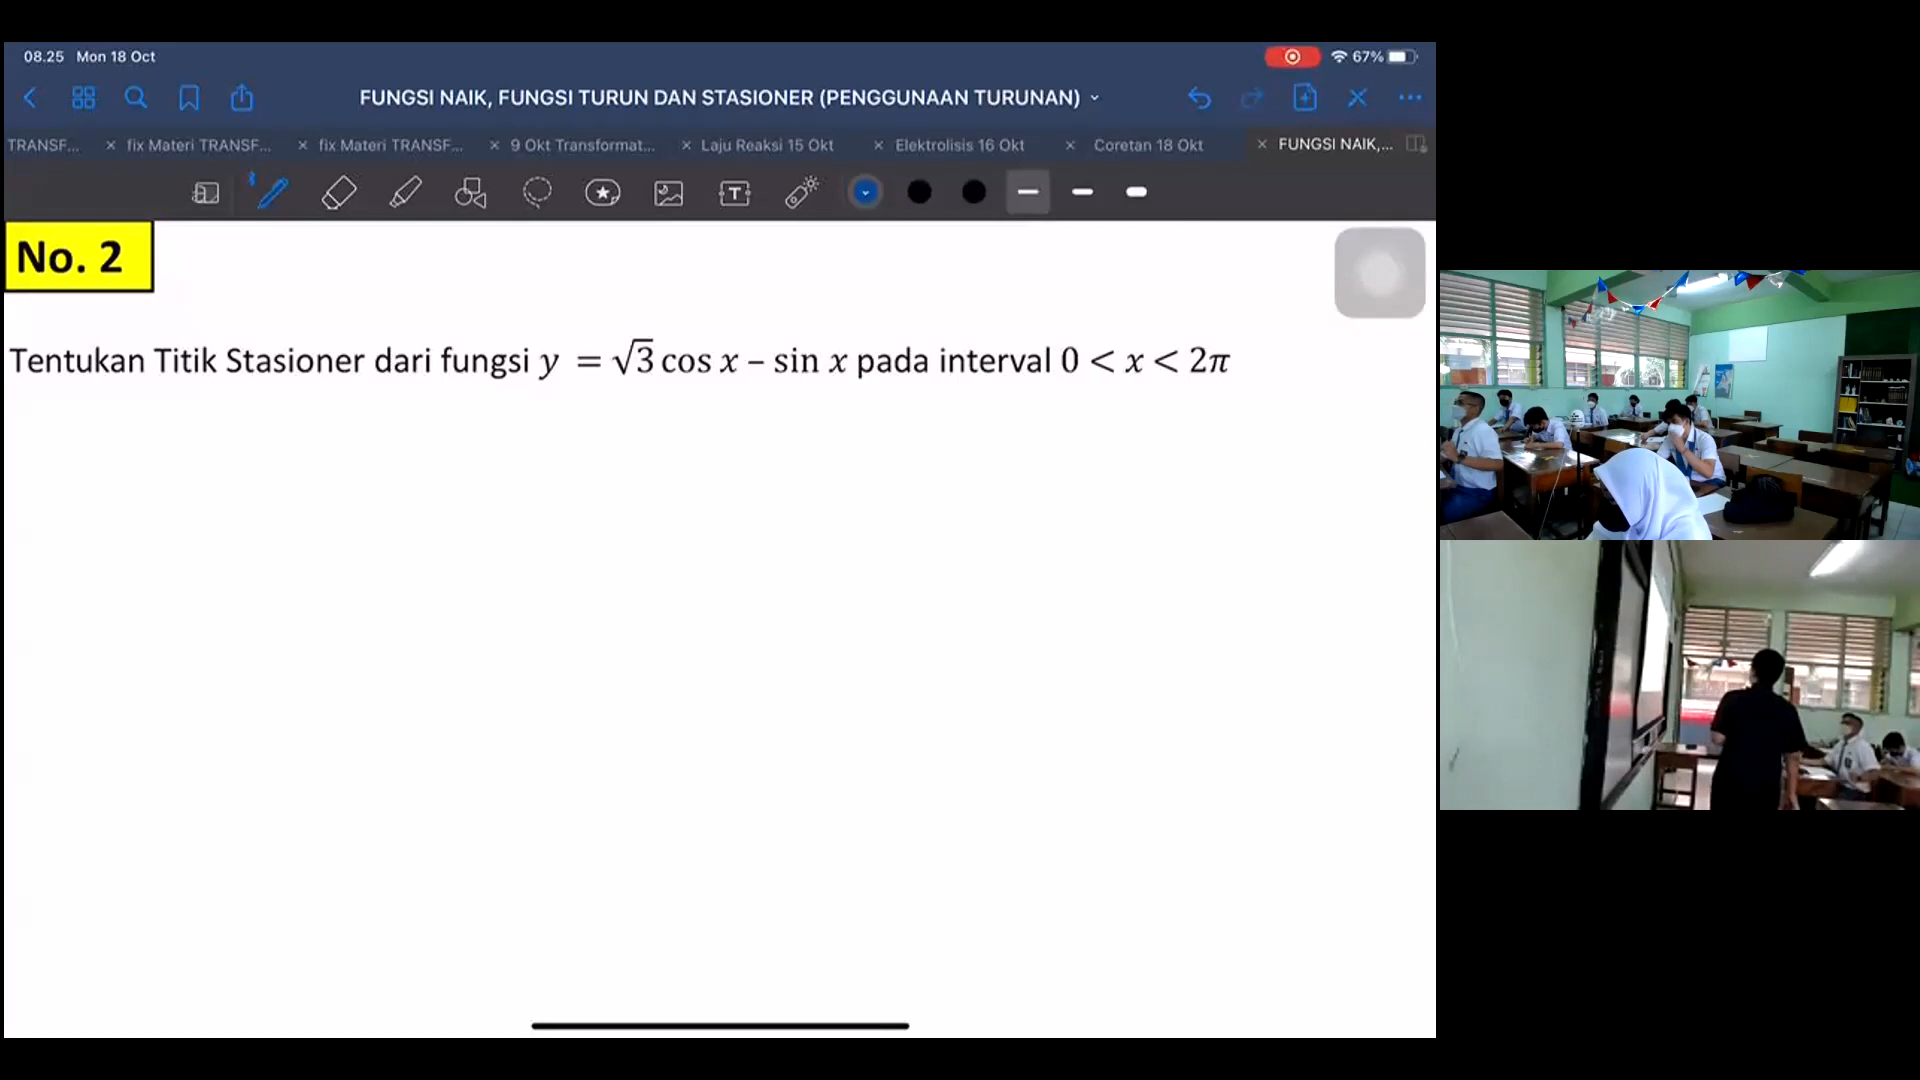 08.25 Mon 18 Oct
67%
FUNGSI NAIK, FUNGSI TURUN DAN STASIONER (PENGGUNAAN TURUNAN)
TRANSF... × fix Materi TRANSF... × fix Materi TRANSF... × 9 Okt Transformat... × Laju Reaksi 15 Okt × Elektrolisis 16 Okt × Coretan 18 Okt × FUNGSI NAIK,...
No. 2
Tentukan Titik Stasioner dari fungsi y = √3 cos x – sin x pada interval 0 < x < 2π